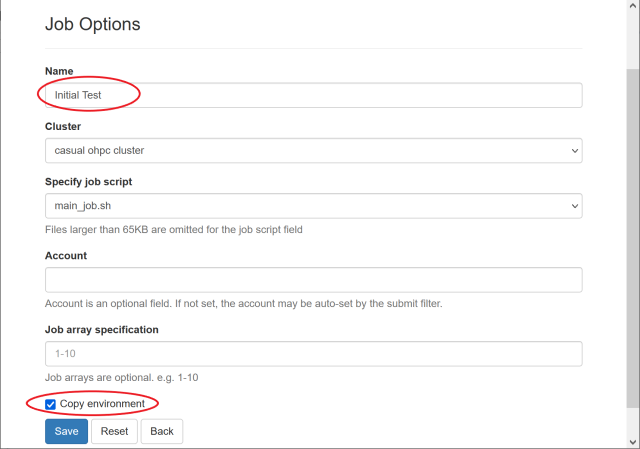 Job Options
Name
Initial Test
Cluster
casual ohpc cluster
Specify job script
main_job.sh
Files larger than 65KB are omitted for the job script field
Account
Account is an optional field. If not set, the account may be auto-set by the submit filter.
Job array specification
1-10
Job arrays are optional. e.g. 1-10
Copy environment
Save Reset Back